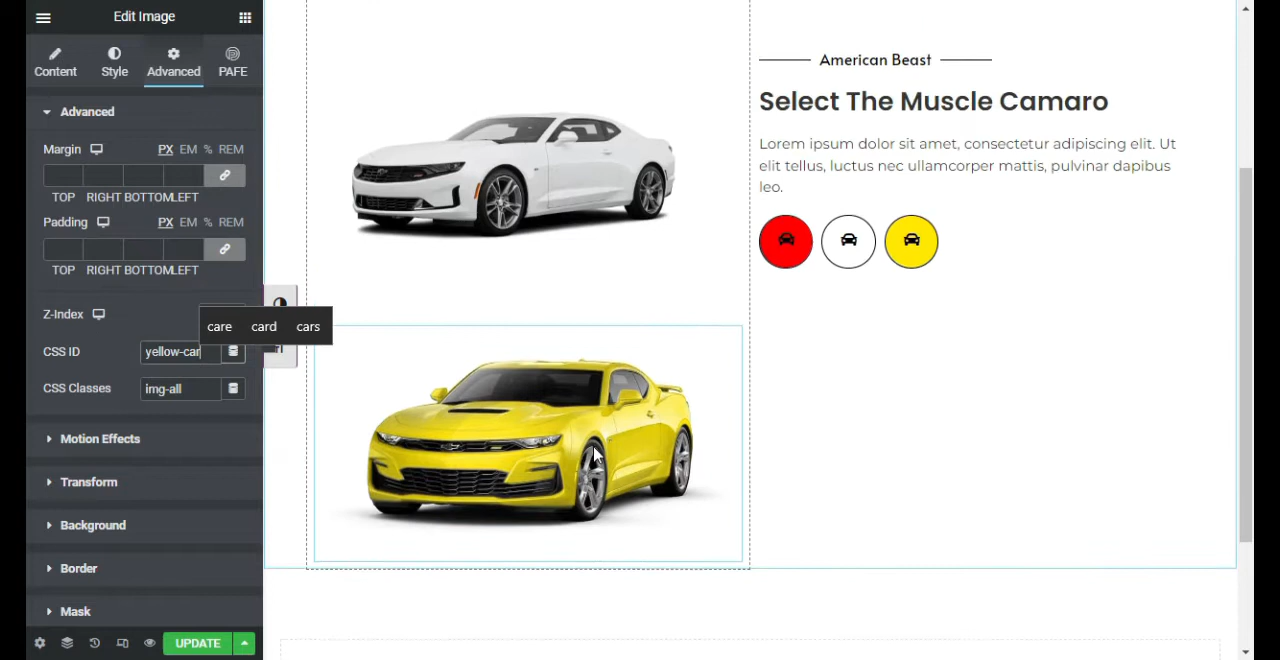 Edit Image
Content Style Advanced PAFE
Advanced
Margin PX EM % REM
TOP RIGHT BOTTOM LEFT
Padding PX EM % REM
TOP RIGHT BOTTOM LEFT
Z-Index
care card cars
CSS ID yellow-car
CSS Classes img-all
Motion Effects
Transform
Background
Border
Mask
UPDATE
American Beast
Select The Muscle Camaro
Lorem ipsum dolor sit amet, consectetur adipiscing elit. Ut
elit tellus, luctus nec ullamcorper mattis, pulvinar dapibus
leo.